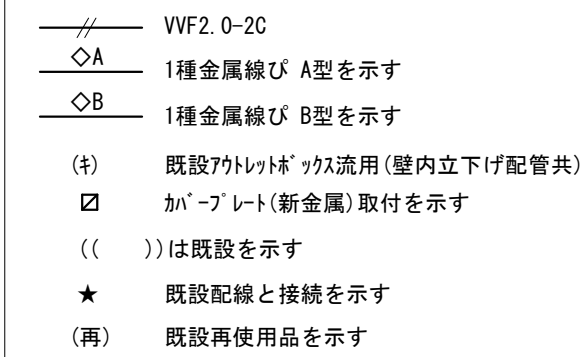 VVF2.0-2C
◇A 1種金属線ぴ A型を示す
◇B 1種金属線ぴ B型を示す
(ｷ) 既設ｱｳﾄﾚｯﾄﾎﾞｯｸｽ流用(壁内立下げ配管共)
ｶﾊﾞｰﾌﾟﾚｰﾄ(新金属)取付を示す
(( ))は既設を示す
★ 既設配線と接続を示す
(再) 既設再使用品を示す